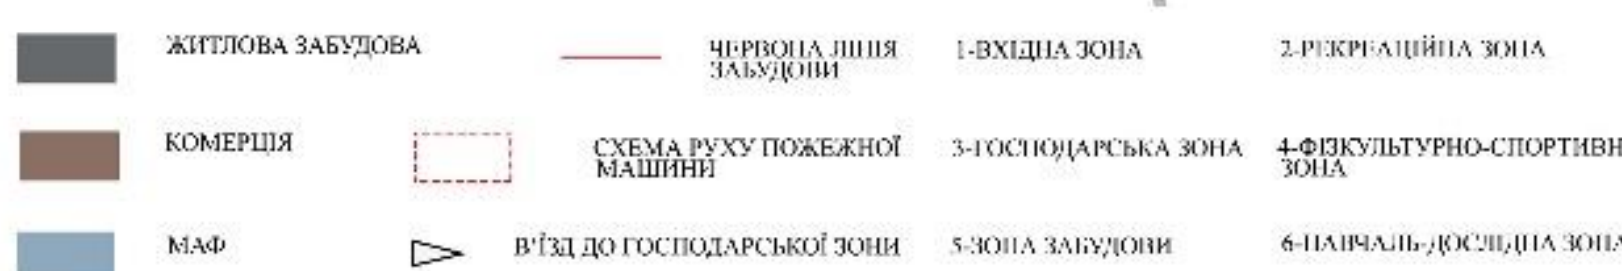 ЖИТЛОВА ЗАБУДОВА
ЧЕРВОНА ЛІНІЯ
ЗАБУДОВИ
1-ВХІДНА ЗОНА
2-РЕКРЕАЦІЙНА ЗОНА
КОМЕРЦІЯ
СХЕМА РУХУ ПОЖЕЖНОЇ
МАШИНИ
3-ГОСПОДАРСЬКА ЗОНА
4-ФІЗКУЛЬТУРНО-СПОРТИВН
ЗОНА
МАФ
В'ЇЗД ДО ГОСПОДАРСЬКОЇ ЗОНИ
5-ЗОНА ЗАБУДОВИ
6-НАВЧАЛЬ-ДОСЛІДНА ЗОНА